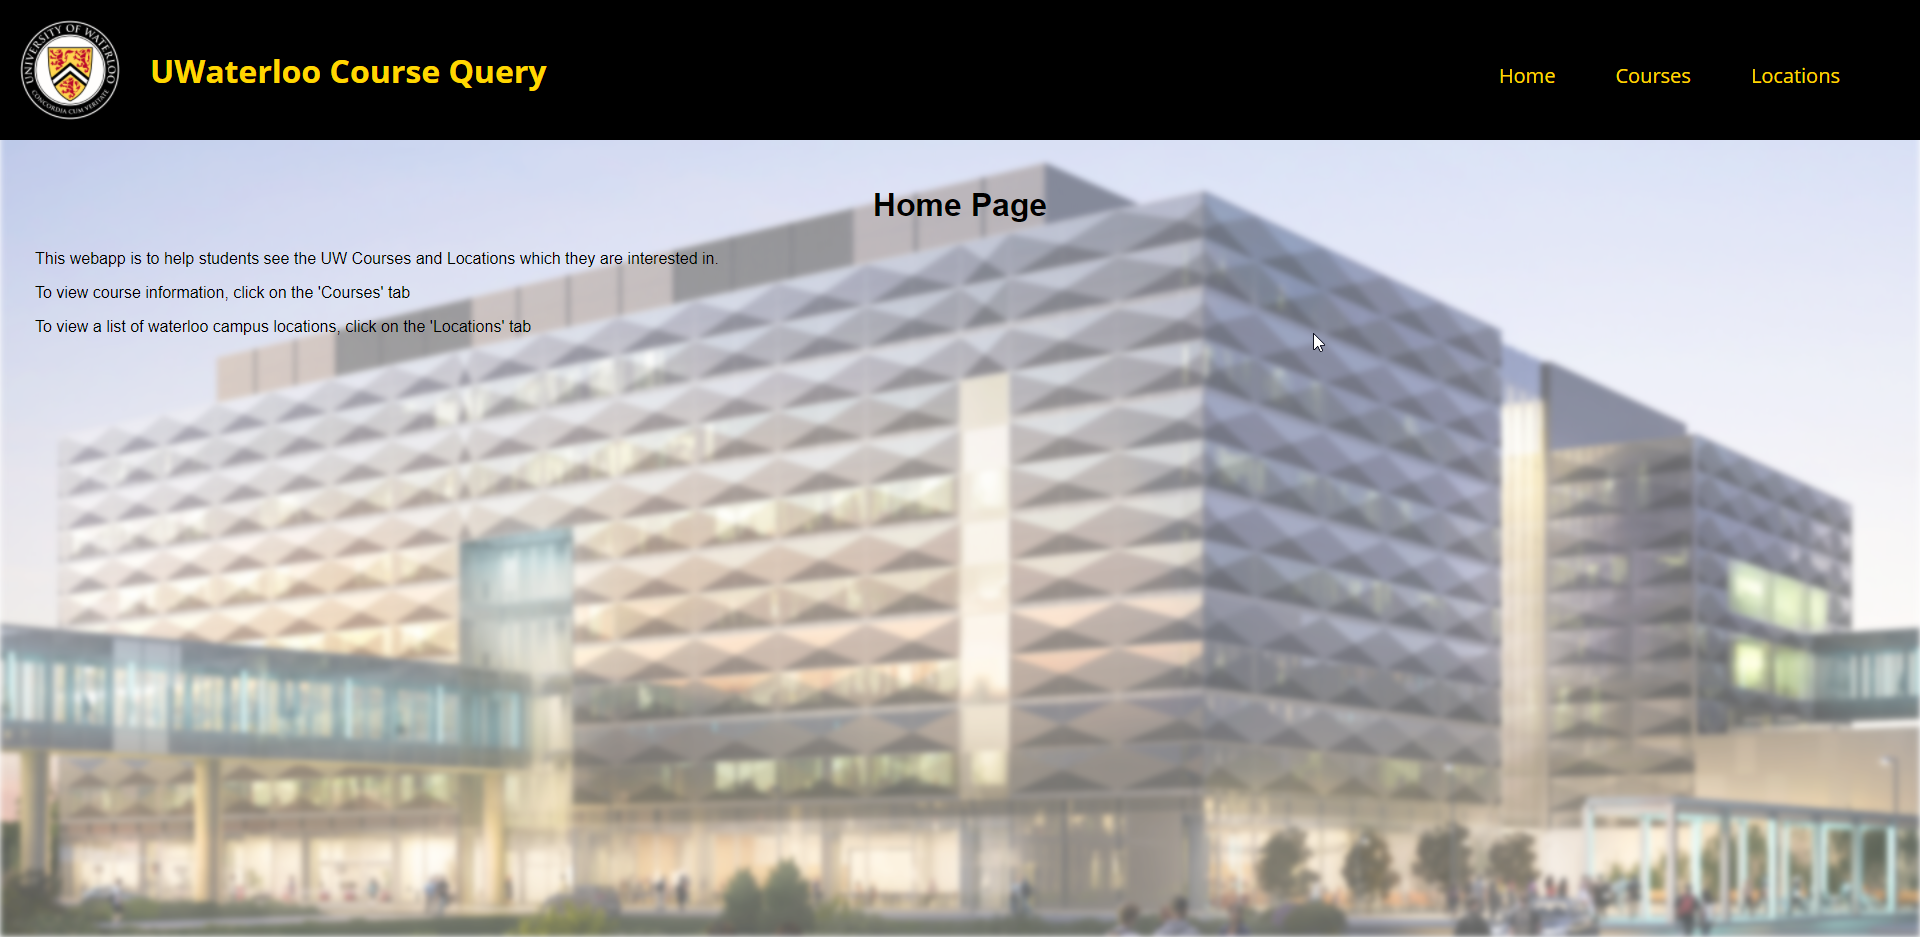 UNIVERSITY OF WATERLOO
CONCORDIA CUM VERITATE
UWaterloo Course Query
Home
Courses
Locations
Home Page
This webapp is to help students see the UW Courses and Locations which they are interested in.
To view course information, click on the 'Courses' tab
To view a list of waterloo campus locations, click on the 'Locations' tab